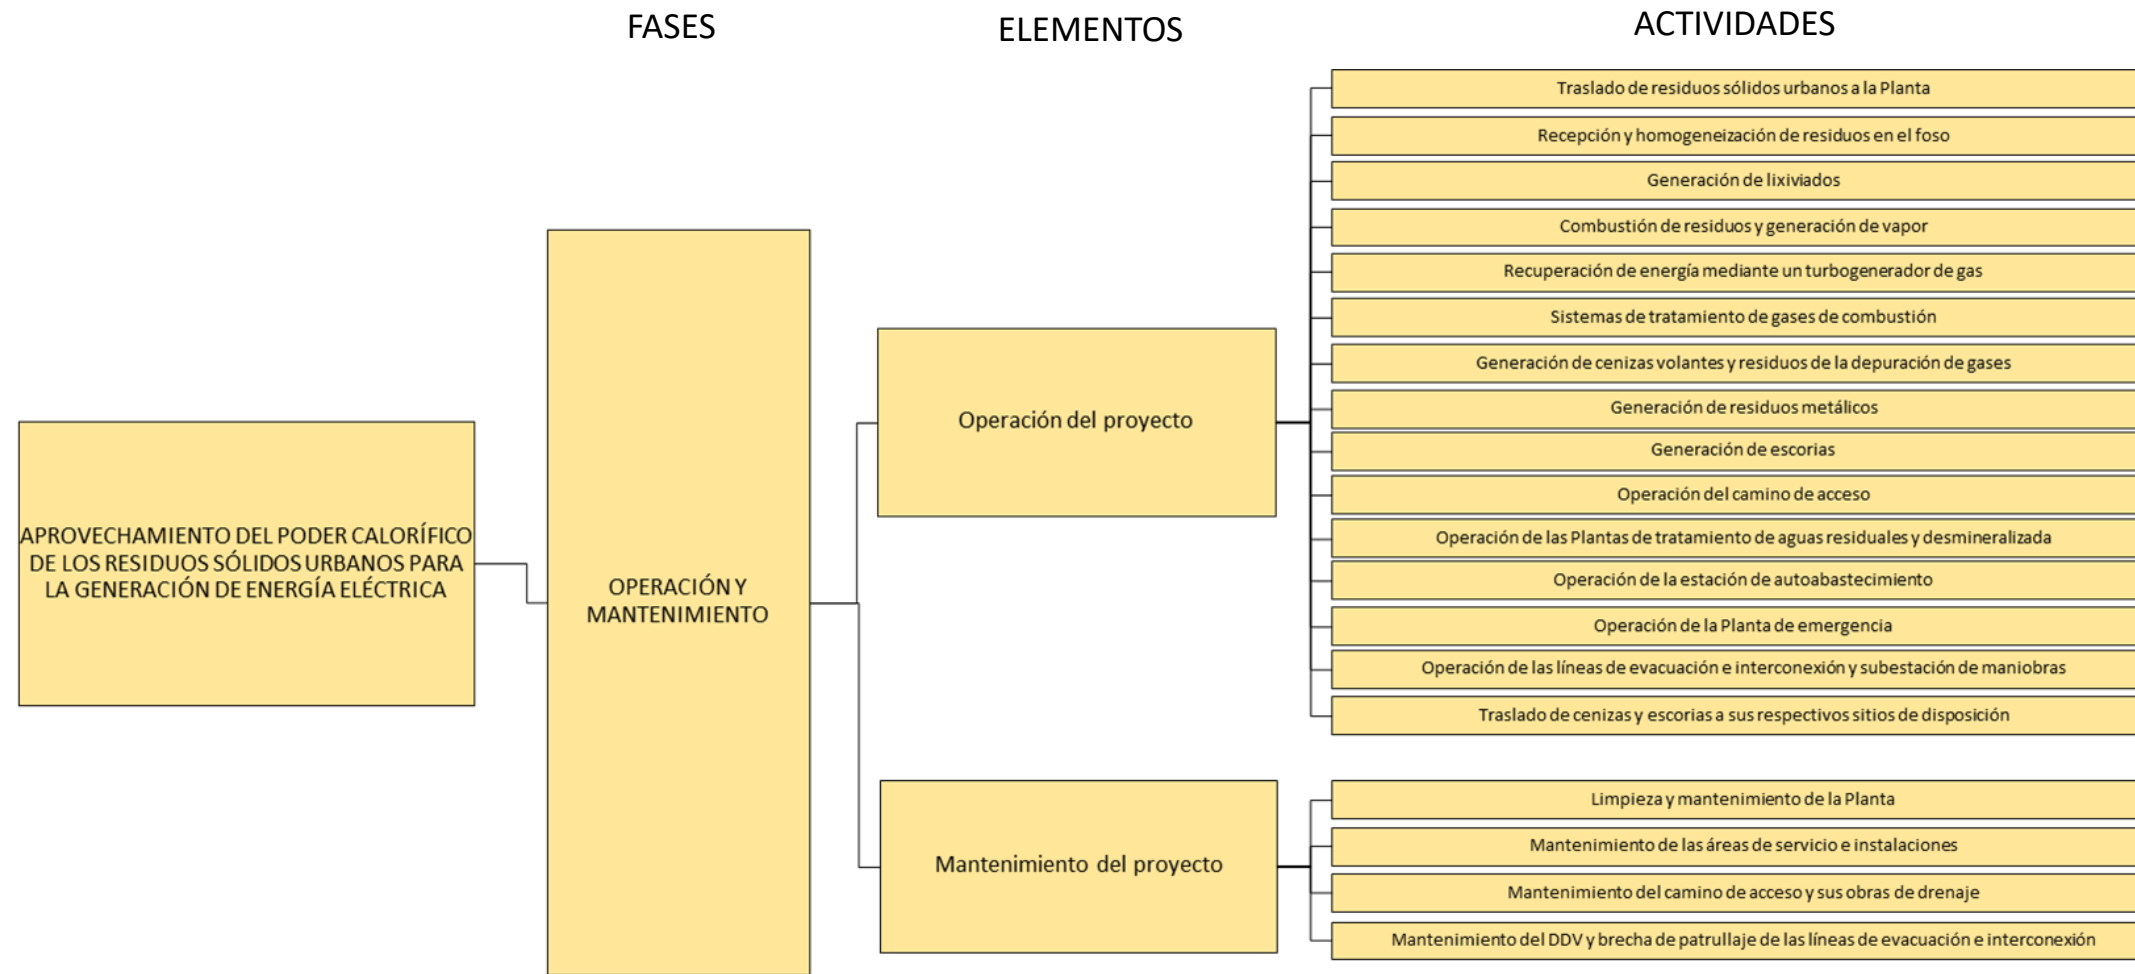 FASES
ELEMENTOS
ACTIVIDADES
APROVECHAMIENTO DEL PODER CALORÍFICO
DE LOS RESIDUOS SÓLIDOS URBANOS PARA
LA GENERACIÓN DE ENERGÍA ELÉCTRICA
OPERACIÓN Y
MANTENIMIENTO
Operación del proyecto
Traslado de residuos sólidos urbanos a la Planta
Recepción y homogeneización de residuos en el foso
Generación de lixiviados
Combustión de residuos y generación de vapor
Recuperación de energía mediante un turbogenerador de gas
Sistemas de tratamiento de gases de combustión
Generación de cenizas volantes y residuos de la depuración de gases
Generación de residuos metálicos
Generación de escorias
Operación del camino de acceso
Operación de las Plantas de tratamiento de aguas residuales y desmineralizada
Operación de la estación de autoabastecimiento
Operación de la Planta de emergencia
Operación de las líneas de evacuación e interconexión y subestación de maniobras
Traslado de cenizas y escorias a sus respectivos sitios de disposición
Mantenimiento del proyecto
Limpieza y mantenimiento de la Planta
Mantenimiento de las áreas de servicio e instalaciones
Mantenimiento del camino de acceso y sus obras de drenaje
Mantenimiento del DDV y brecha de patrullaje de las líneas de evacuación e interconexión